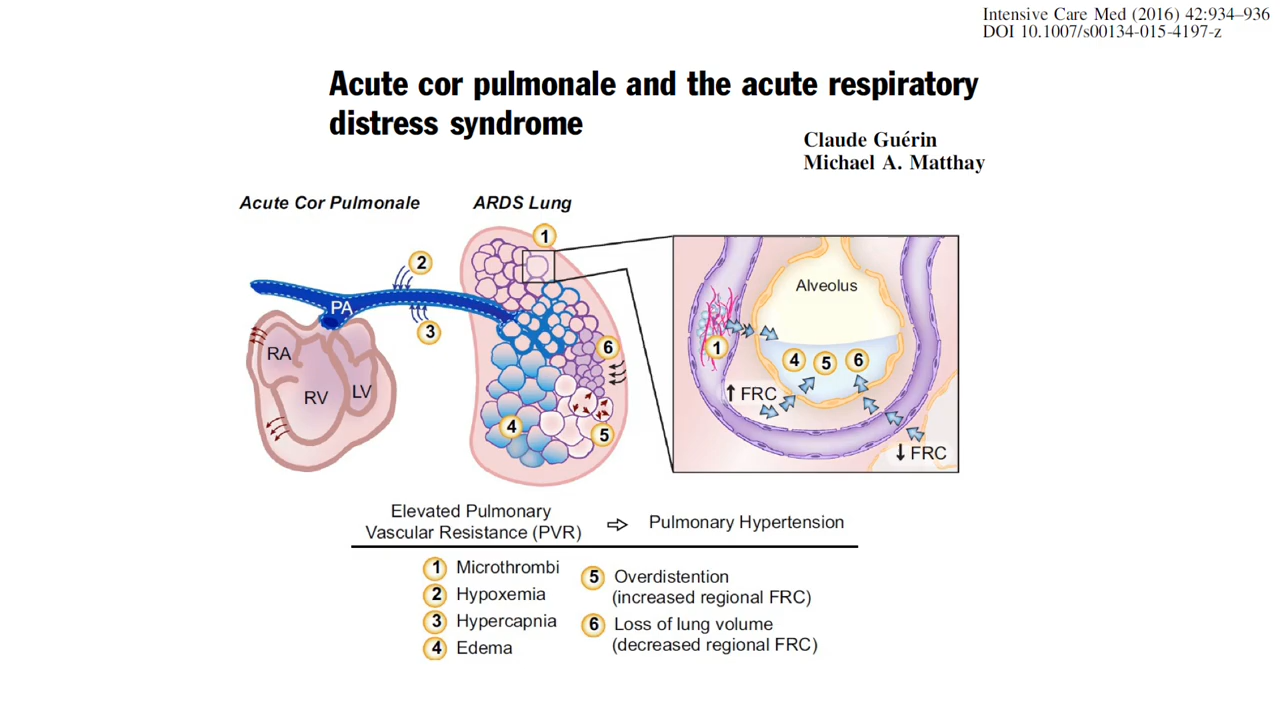 Intensive Care Med (2016) 42:934–936
DOI 10.1007/s00134-015-4197-z
Acute cor pulmonale and the acute respiratory
distress syndrome
Claude Guérin
Michael A. Matthay
Acute Cor Pulmonale
ARDS Lung
1
2
PA
3
RA
RV
LV
6
4
5
Alveolus
1
4 5 6
↑ FRC
↓ FRC
Elevated Pulmonary
Vascular Resistance (PVR)
⇨ Pulmonary Hypertension
1 Microthrombi
2 Hypoxemia
3 Hypercapnia
4 Edema
5 Overdistention
(increased regional FRC)
6 Loss of lung volume
(decreased regional FRC)